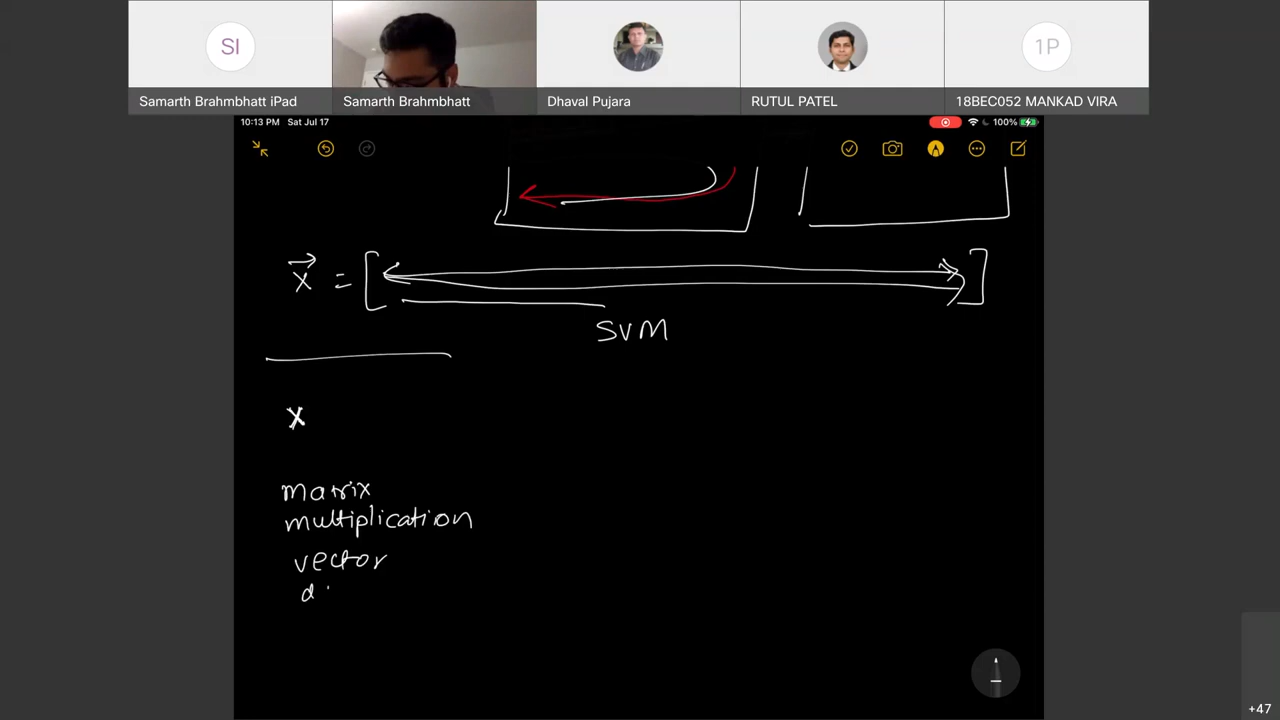 SI
1P
Samarth Brahmbhatt iPad
Samarth Brahmbhatt
Dhaval Pujara
RUTUL PATEL
18BEC052 MANKAD VIRA
10:13 PM Sat Jul 17
100%
x = [ ]
SVM
x
matrix
multiplication
vector
d
+47